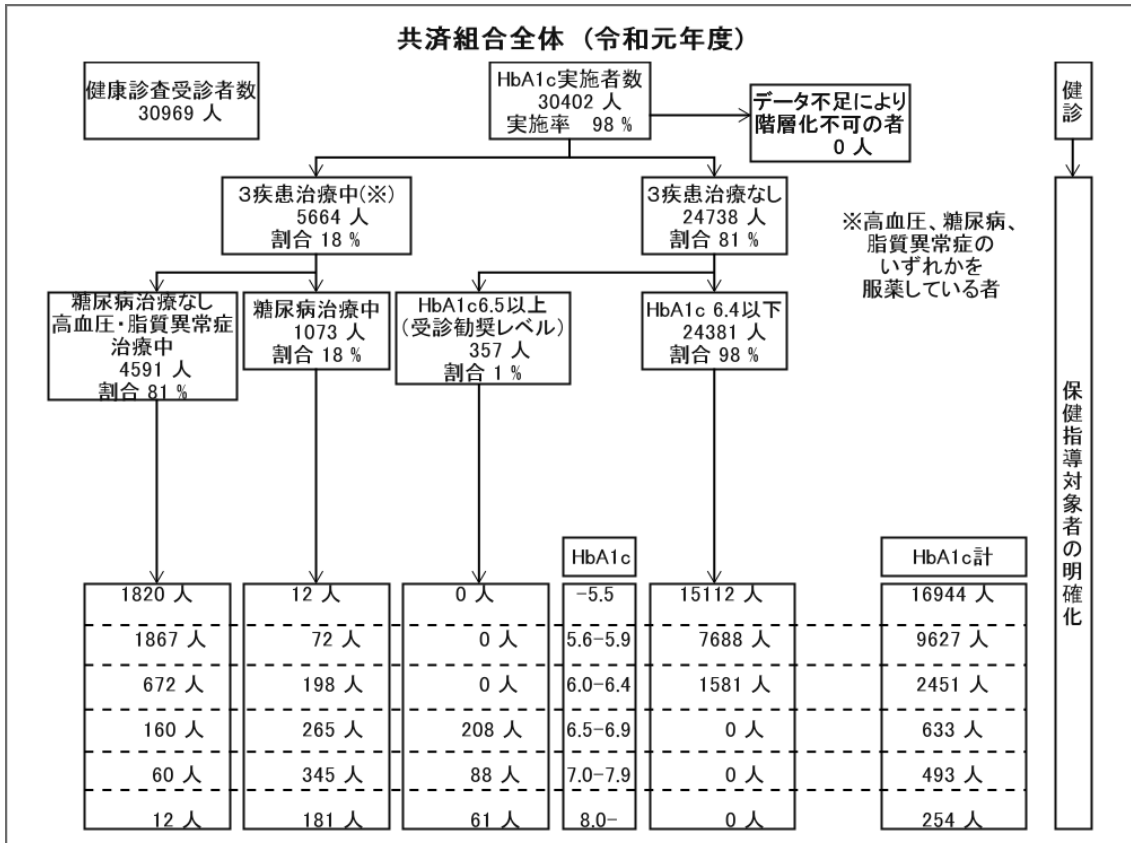 共済組合全体 (令和元年度)
健康診査受診者数
30969 人
HbA1c実施者数
30402 人
実施率 98 %
データ不足により
階層化不可の者
0 人
健診
3疾患治療中(※)
5664 人
割合 18 %
3疾患治療なし
24738 人
割合 81 %
※高血圧、糖尿病、
脂質異常症の
いずれかを
服薬している者
糖尿病治療なし
高血圧・脂質異常症
治療中
4591 人
割合 81 %
糖尿病治療中
1073 人
割合 18 %
HbA1c6.5以上
(受診勧奨レベル)
357 人
割合 1 %
HbA1c 6.4以下
24381 人
割合 98 %
保健指導対象者の明確化
HbA1c HbA1c計
1820 人 12 人 0 人 -5.5 15112 人 16944 人
1867 人 72 人 0 人 5.6-5.9 7688 人 9627 人
672 人 198 人 0 人 6.0-6.4 1581 人 2451 人
160 人 265 人 208 人 6.5-6.9 0 人 633 人
60 人 345 人 88 人 7.0-7.9 0 人 493 人
12 人 181 人 61 人 8.0- 0 人 254 人